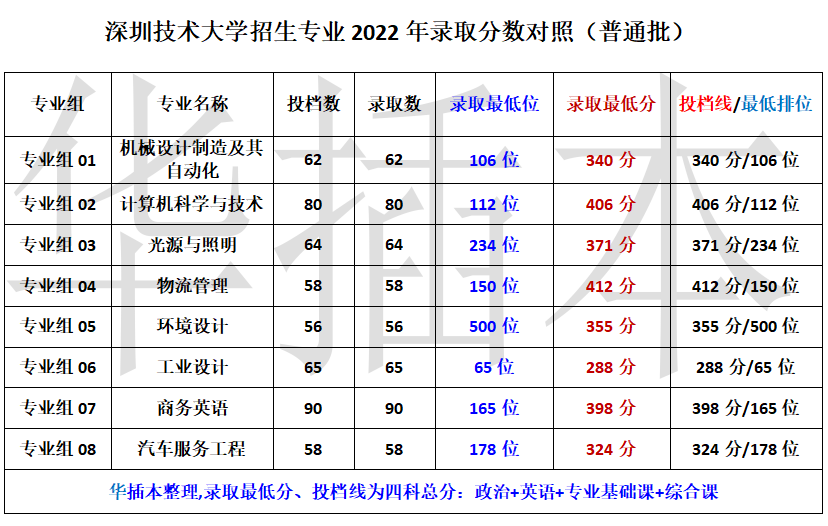 深圳技术大学招生专业 2022 年录取分数对照（普通批）
专业组 专业名称 投档数 录取数 录取最低位 录取最低分 投档线/最低排位
专业组 01 机械设计制造及其自动化 62 62 106 位 340 分 340 分/106 位
专业组 02 计算机科学与技术 80 80 112 位 406 分 406 分/112 位
专业组 03 光源与照明 64 64 234 位 371 分 371 分/234 位
专业组 04 物流管理 58 58 150 位 412 分 412 分/150 位
专业组 05 环境设计 56 56 500 位 355 分 355 分/500 位
专业组 06 工业设计 65 65 65 位 288 分 288 分/65 位
专业组 07 商务英语 90 90 165 位 398 分 398 分/165 位
专业组 08 汽车服务工程 58 58 178 位 324 分 324 分/178 位
华插本整理,录取最低分、投档线为四科总分：政治+英语+专业基础课+综合课
华插本